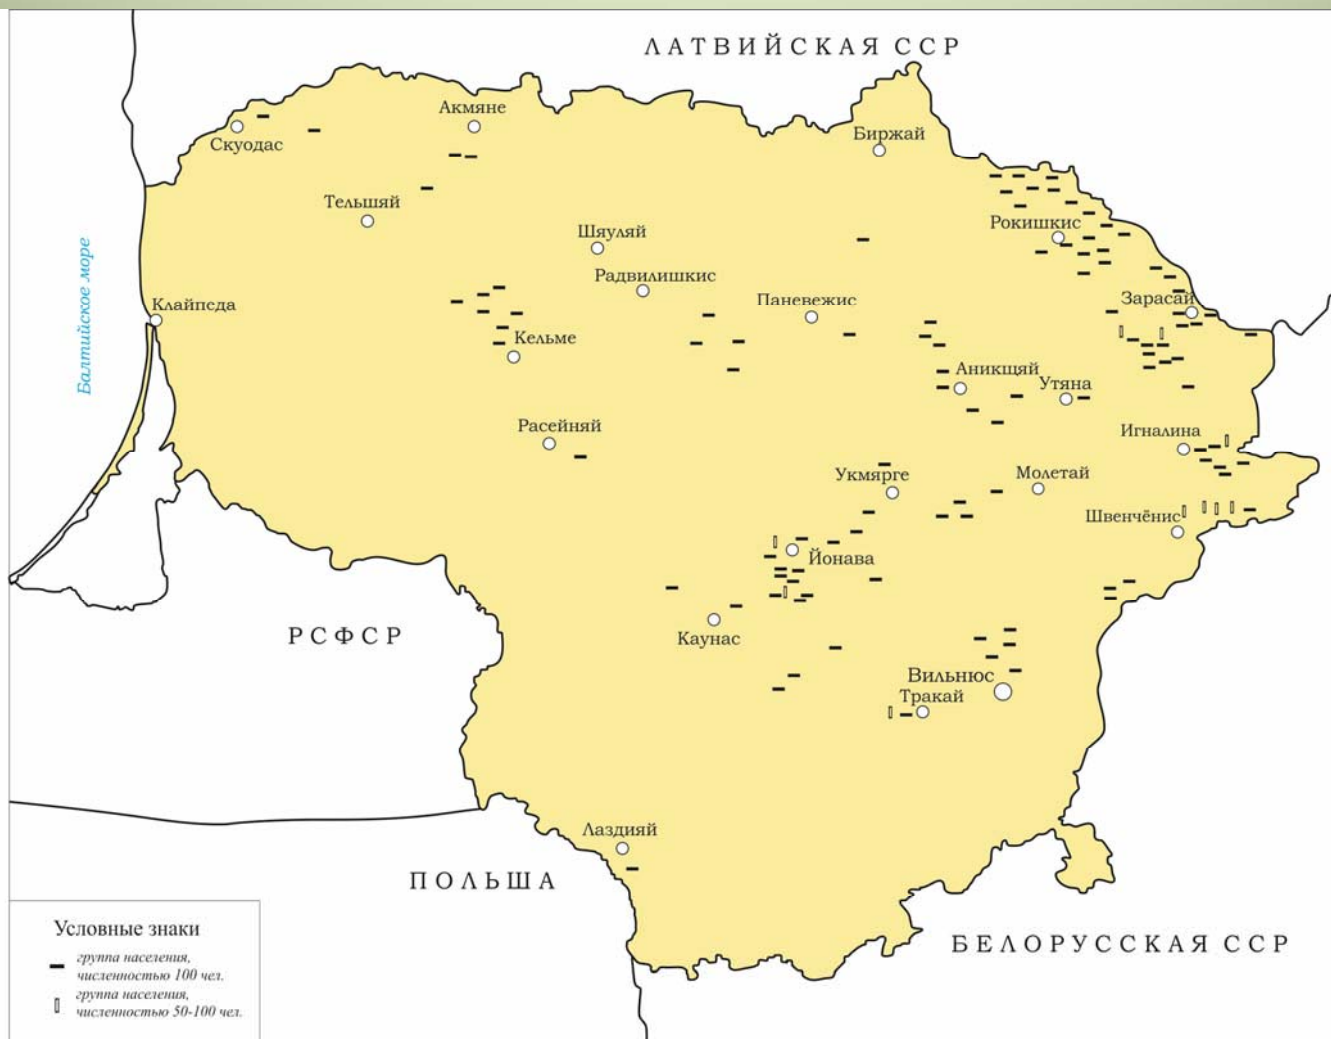 ЛАТВИЙСКАЯ ССР
Акмяне
Скуодас
Биржай
Тельшяй
Рокишкис
Шяуляй
Радвилишкис
Балтийское море
Клайпсда
Паневежис
Зарасай
Кельме
Аникщяй
Утяна
Расейняй
Игналина
Укмярге
Молетай
Швенчёнис
Йонава
РСФСР
Каунас
Вильнюс
Тракай
Лаздияй
ПОЛЬША
БЕЛОРУССКАЯ ССР
Условные знаки
группа населения,
численностью 100 чел.
группа населения,
численностью 50-100 чел.